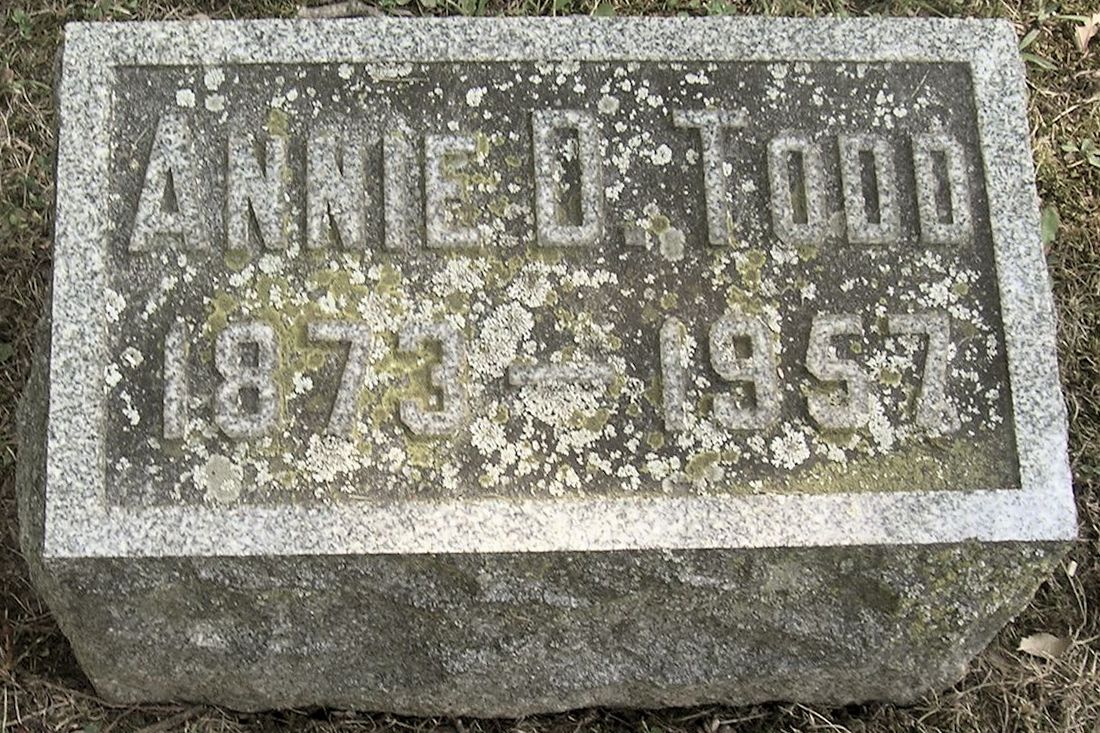 ANNIE D. TODD
1873 – 1957